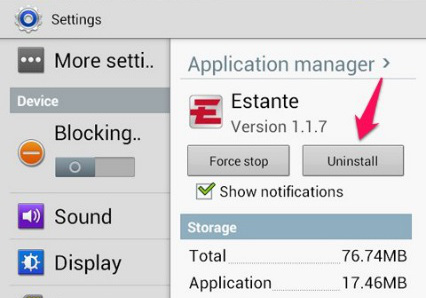 Settings
More setti..
Device
Blocking..
Sound
Display
Application manager >
Estante
Version 1.1.7
Force stop
Uninstall
Show notifications
Storage
Total 76.74MB
Application 17.46MB